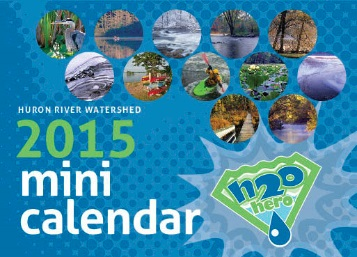 HURON RIVER WATERSHED
2015
mini
calendar
h2o
hero